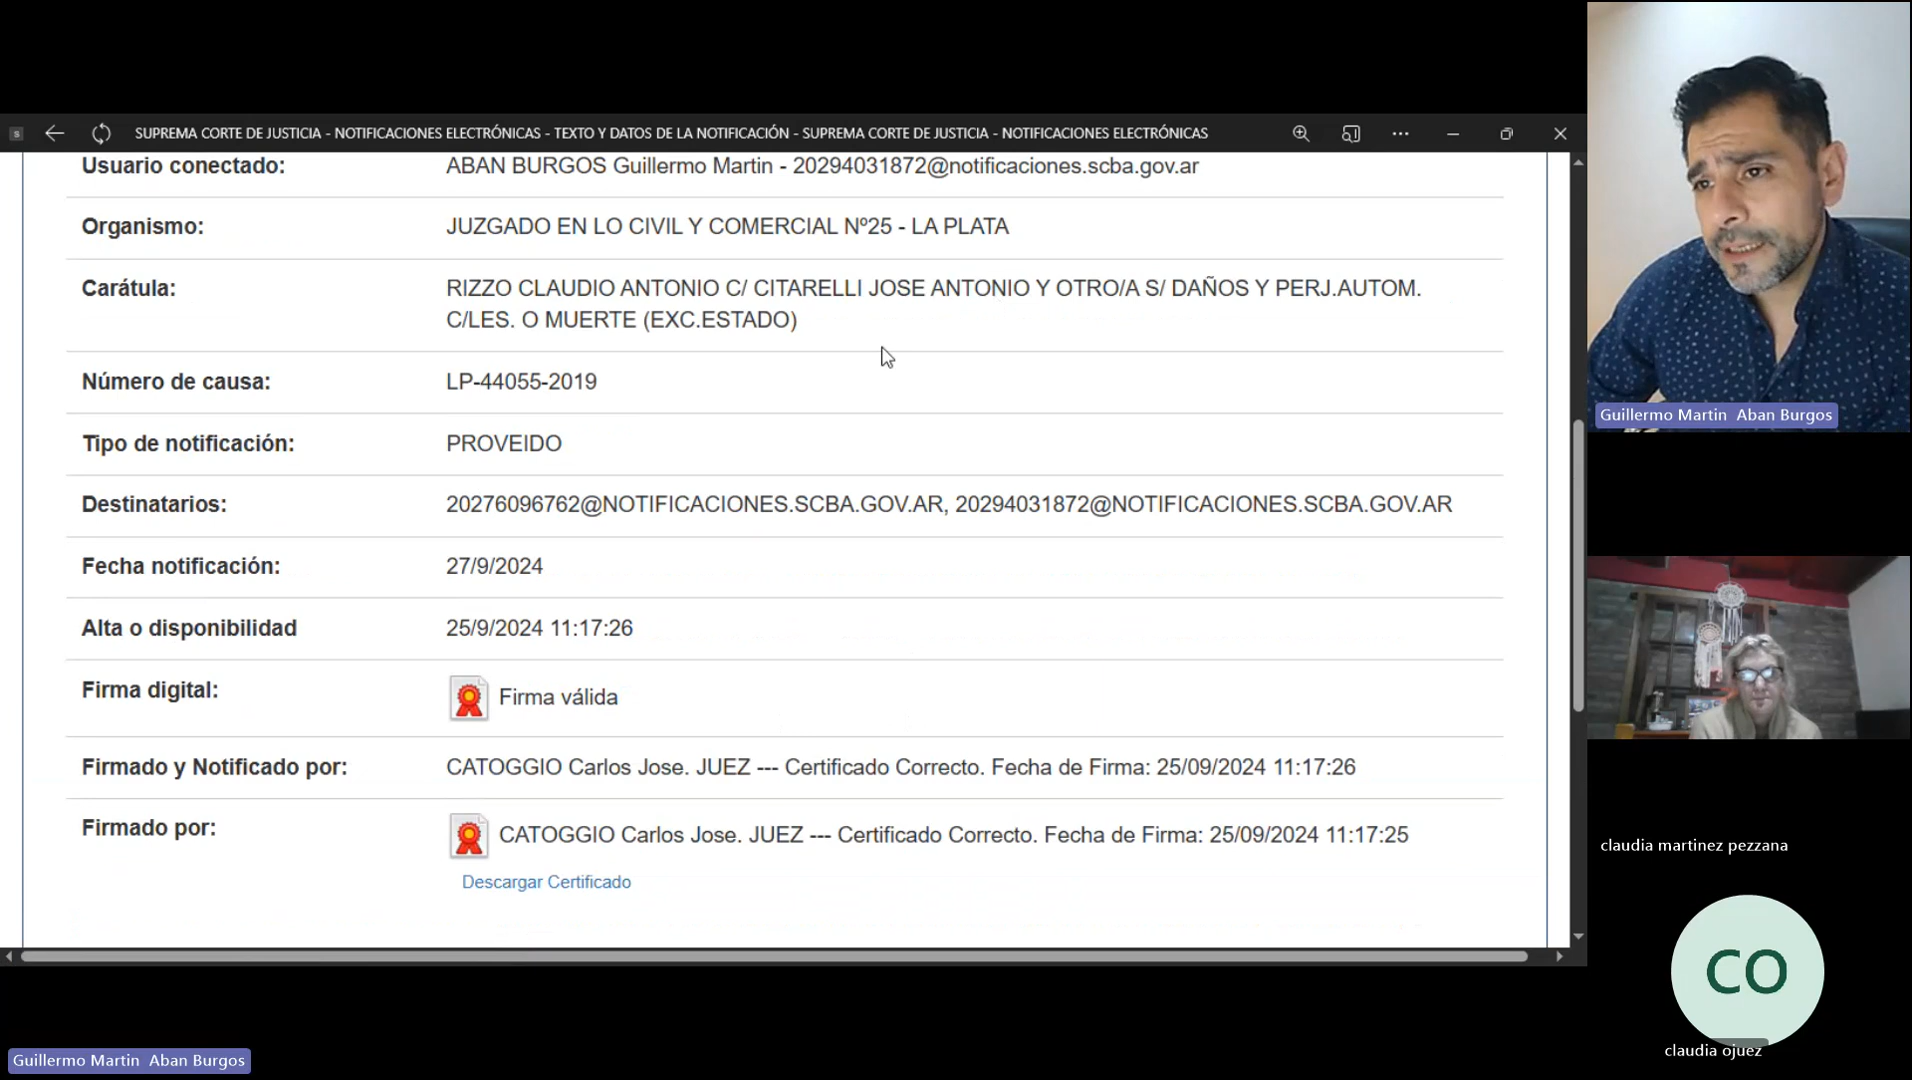 SUPREMA CORTE DE JUSTICIA - NOTIFICACIONES ELECTRÓNICAS - TEXTO Y DATOS DE LA NOTIFICACIÓN - SUPREMA CORTE DE JUSTICIA - NOTIFICACIONES ELECTRÓNICAS
Usuario conectado: ABAN BURGOS Guillermo Martin - 20294031872@notificaciones.scba.gov.ar
Organismo: JUZGADO EN LO CIVIL Y COMERCIAL Nº25 - LA PLATA
Carátula: RIZZO CLAUDIO ANTONIO C/ CITARELLI JOSE ANTONIO Y OTRO/A S/ DAÑOS Y PERJ.AUTOM.
C/LES. O MUERTE (EXC.ESTADO)
Número de causa: LP-44055-2019
Tipo de notificación: PROVEIDO
Destinatarios: 20276096762@NOTIFICACIONES.SCBA.GOV.AR, 20294031872@NOTIFICACIONES.SCBA.GOV.AR
Fecha notificación: 27/9/2024
Alta o disponibilidad 25/9/2024 11:17:26
Firma digital: Firma válida
Firmado y Notificado por: CATOGGIO Carlos Jose. JUEZ --- Certificado Correcto. Fecha de Firma: 25/09/2024 11:17:26
Firmado por: CATOGGIO Carlos Jose. JUEZ --- Certificado Correcto. Fecha de Firma: 25/09/2024 11:17:25
Descargar Certificado
Guillermo Martin Aban Burgos
claudia martinez pezzana
CO
claudia ojuez
Guillermo Martin Aban Burgos